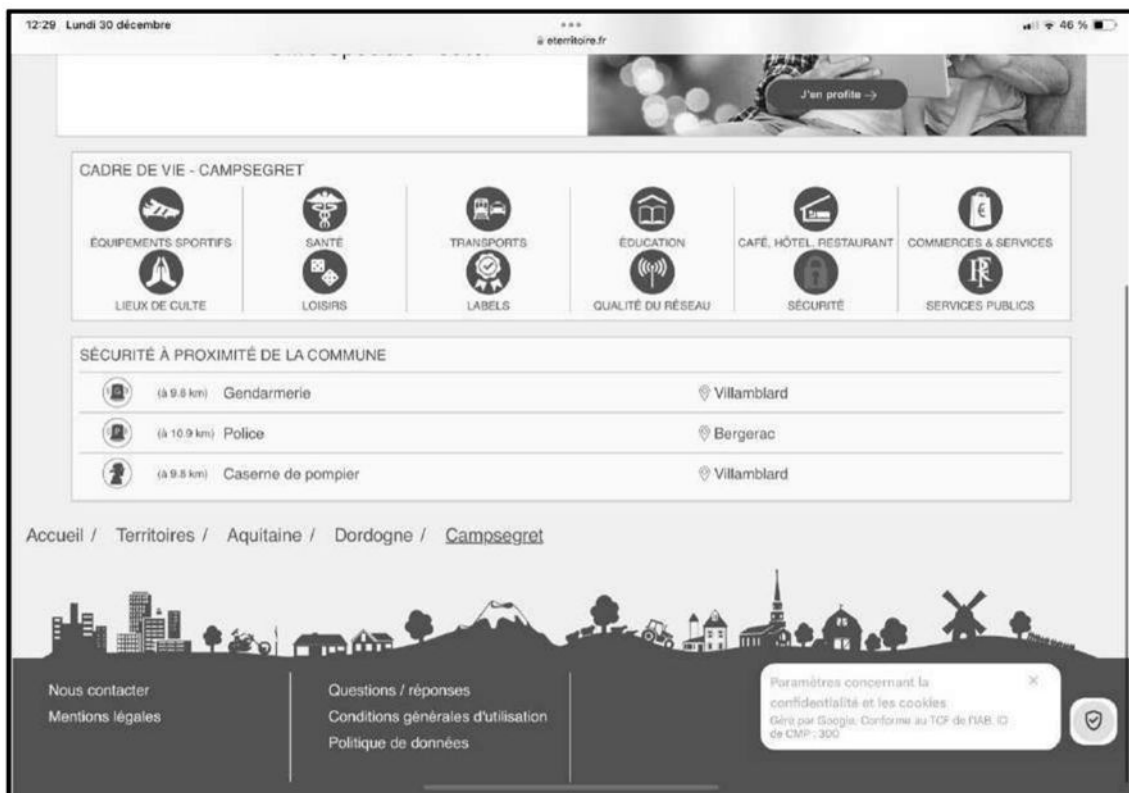 12:29 Lundi 30 décembre
46 %
eterritoire.fr
J'en profite →
CADRE DE VIE - CAMPSEGRET
ÉQUIPEMENTS SPORTIFS
SANTÉ
TRANSPORTS
ÉDUCATION
CAFÉ, HÔTEL, RESTAURANT
COMMERCES & SERVICES
LIEUX DE CULTE
LOISIRS
LABELS
QUALITÉ DU RÉSEAU
SÉCURITÉ
SERVICES PUBLICS
SÉCURITÉ À PROXIMITÉ DE LA COMMUNE
(à 9.8 km) Gendarmerie Villamblard
(à 10.9 km) Police Bergerac
(à 9.8 km) Caserne de pompier Villamblard
Accueil / Territoires / Aquitaine / Dordogne / Campsegret
Nous contacter
Mentions légales
Questions / réponses
Conditions générales d'utilisation
Politique de données
Paramètres concernant la
confidentialité et les cookies
Géré par Google. Conforme au TCF de l'IAB. ID
de CMP : 300